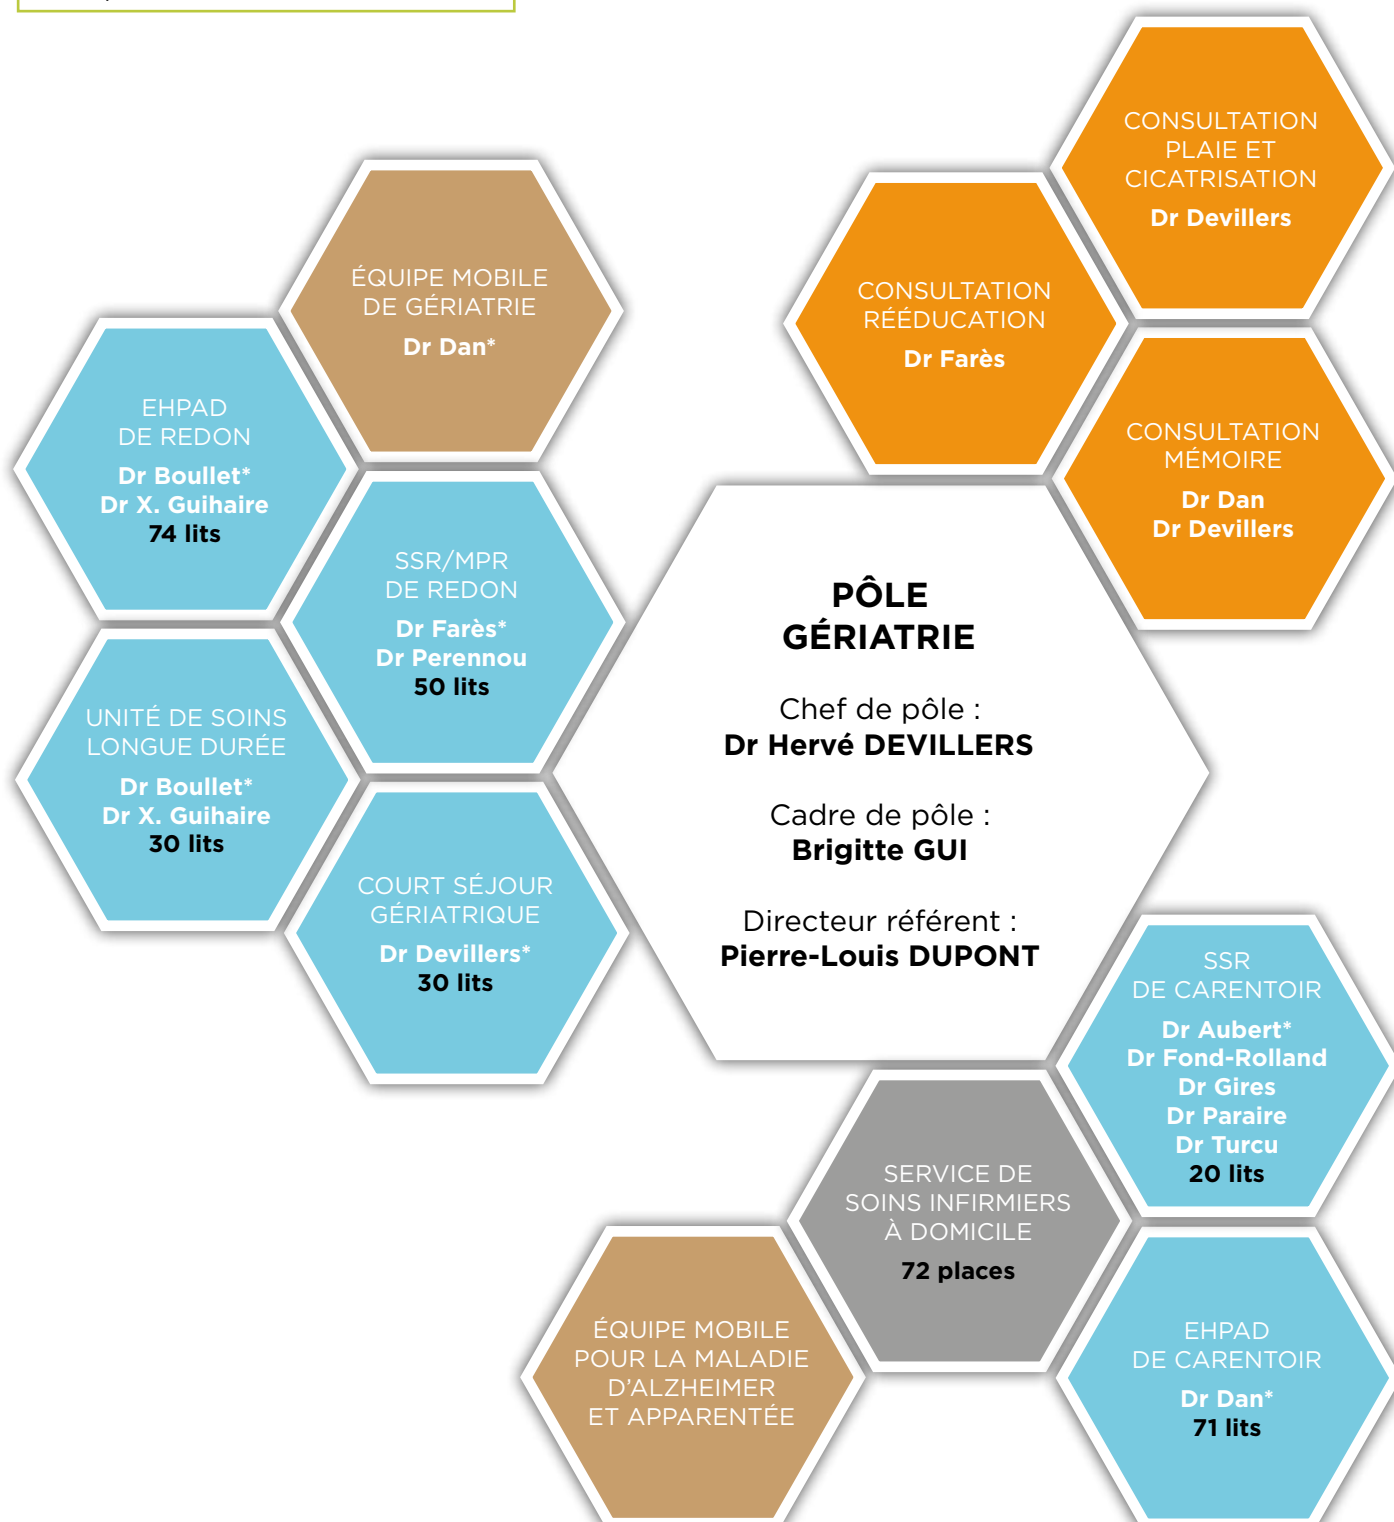 CONSULTATION
PLAIE ET
CICATRISATION
Dr Devillers
ÉQUIPE MOBILE
DE GÉRIATRIE
Dr Dan*
CONSULTATION
RÉÉDUCATION
Dr Farès
EHPAD
DE REDON
Dr Boullet*
Dr X. Guihaire
74 lits
CONSULTATION
MÉMOIRE
Dr Dan
Dr Devillers
SSR/MPR
DE REDON
Dr Farès*
Dr Perennou
50 lits
PÔLE
GÉRIATRIE
Chef de pôle :
Dr Hervé DEVILLERS
Cadre de pôle :
Brigitte GUI
Directeur référent :
Pierre-Louis DUPONT
UNITÉ DE SOINS
LONGUE DURÉE
Dr Boullet*
Dr X. Guihaire
30 lits
COURT SÉJOUR
GÉRIATRIQUE
Dr Devillers*
30 lits
SSR
DE CARENTOIR
Dr Aubert*
Dr Fond-Rolland
Dr Gires
Dr Paraire
Dr Turcu
20 lits
SERVICE DE
SOINS INFIRMIERS
À DOMICILE
72 places
ÉQUIPE MOBILE
POUR LA MALADIE
D'ALZHEIMER
ET APPARENTÉE
EHPAD
DE CARENTOIR
Dr Dan*
71 lits